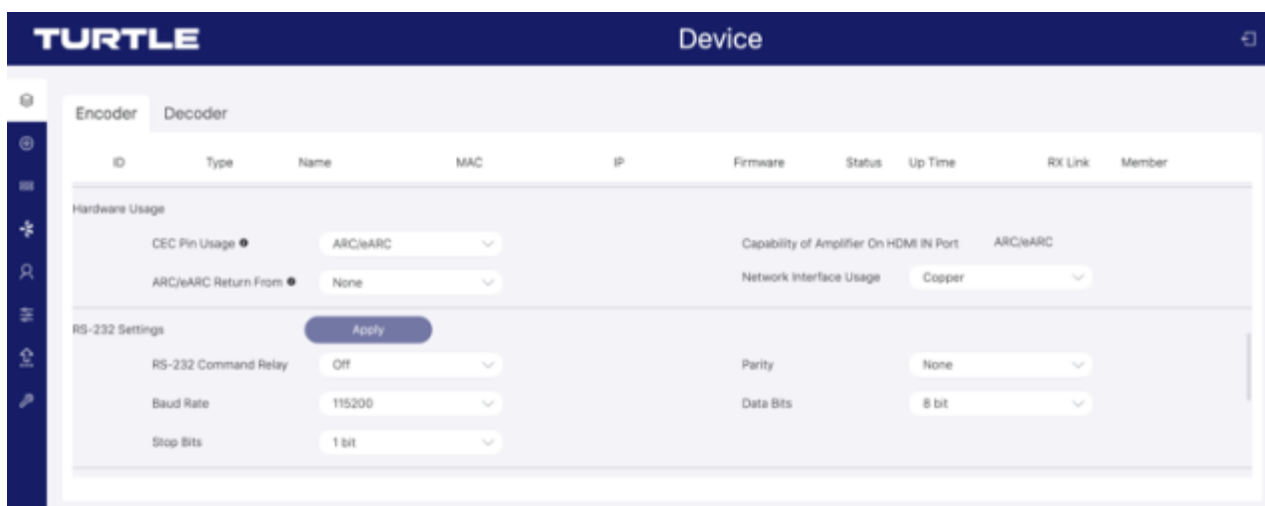 TURTLE Device
Encoder Decoder
ID Type Name MAC IP Firmware Status Up Time RX Link Member
Hardware Usage
CEC Pin Usage ARC/eARC Capability of Amplifier On HDMI IN Port ARC/eARC
ARC/eARC Return From None Network Interface Usage Copper
RS-232 Settings Apply
RS-232 Command Relay Off Parity None
Baud Rate 115200 Data Bits 8 bit
Stop Bits 1 bit